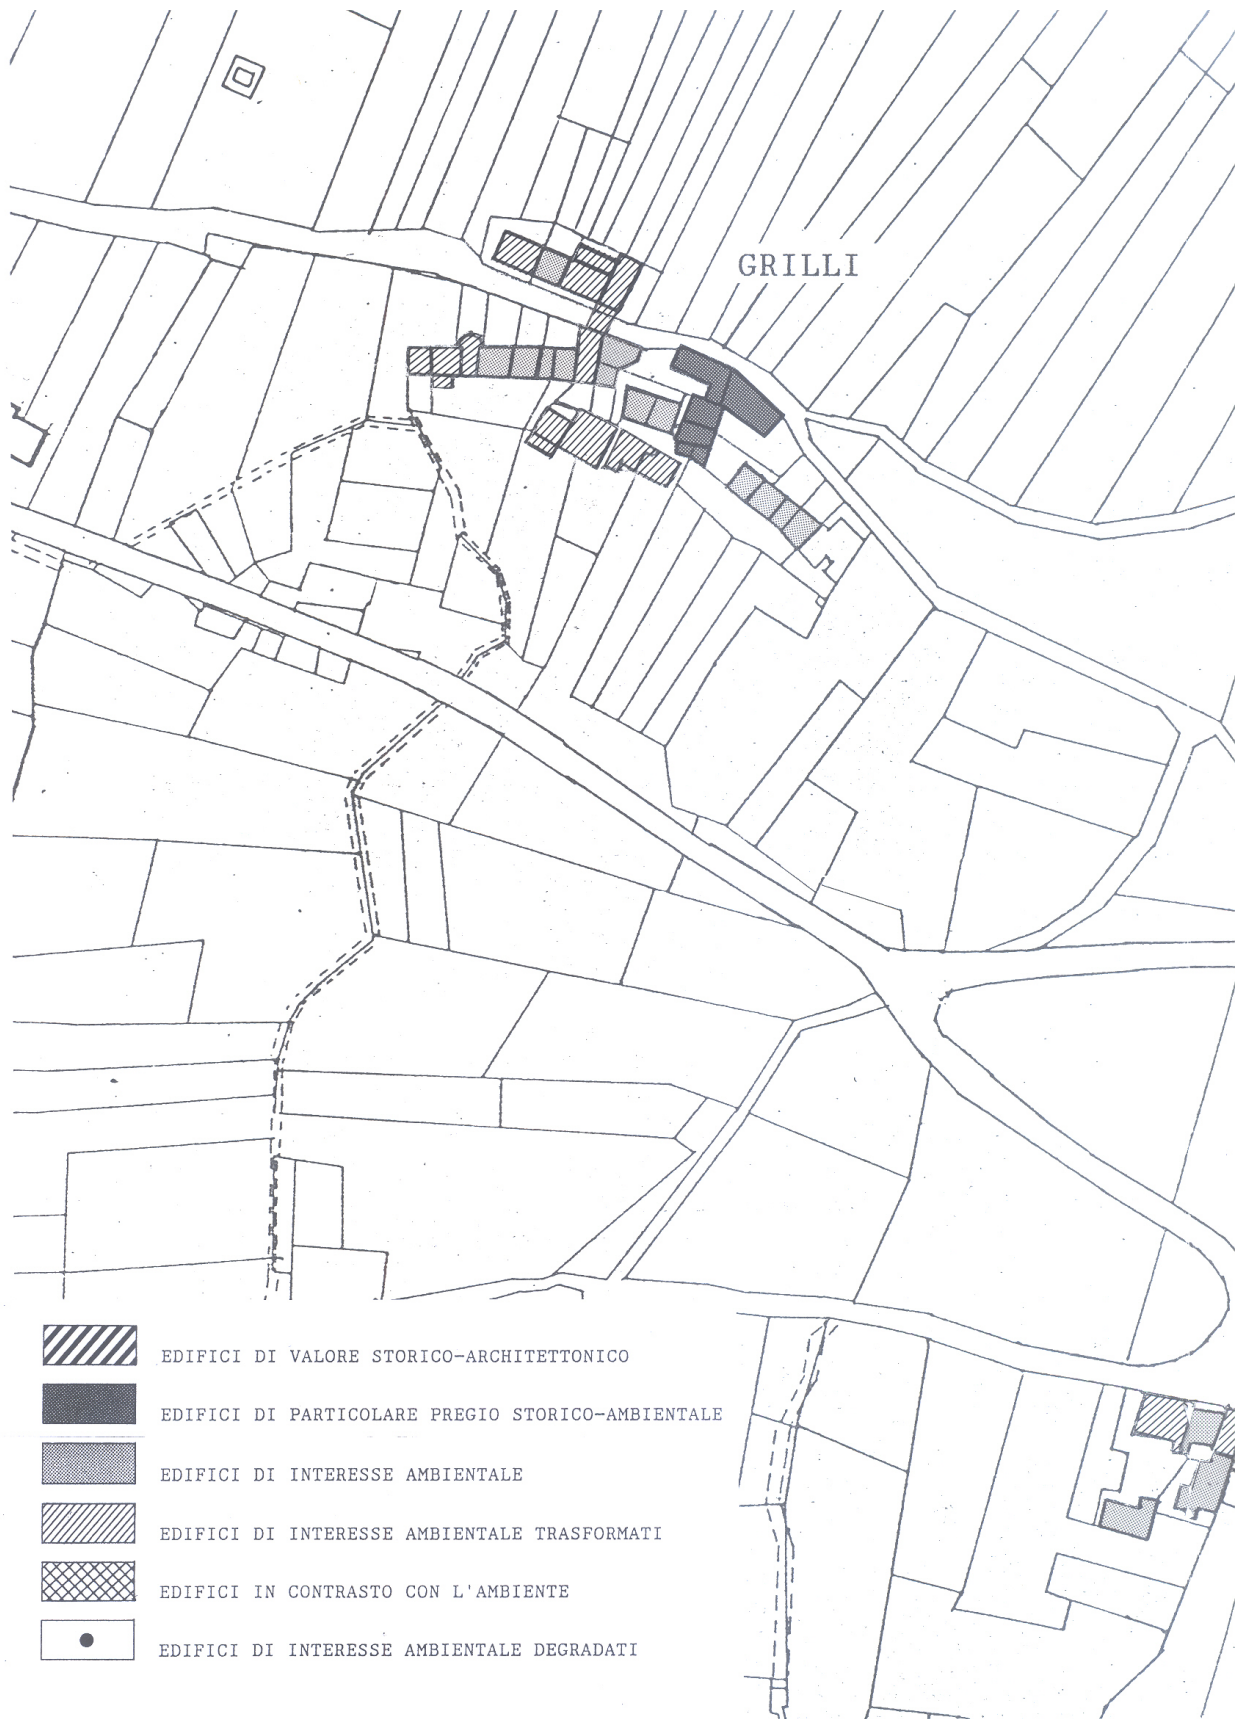 GRILLI
EDIFICI DI VALORE STORICO-ARCHITETTONICO
EDIFICI DI PARTICOLARE PREGIO STORICO-AMBIENTALE
EDIFICI DI INTERESSE AMBIENTALE
EDIFICI DI INTERESSE AMBIENTALE TRASFORMATI
EDIFICI IN CONTRASTO CON L'AMBIENTE
EDIFICI DI INTERESSE AMBIENTALE DEGRADATI